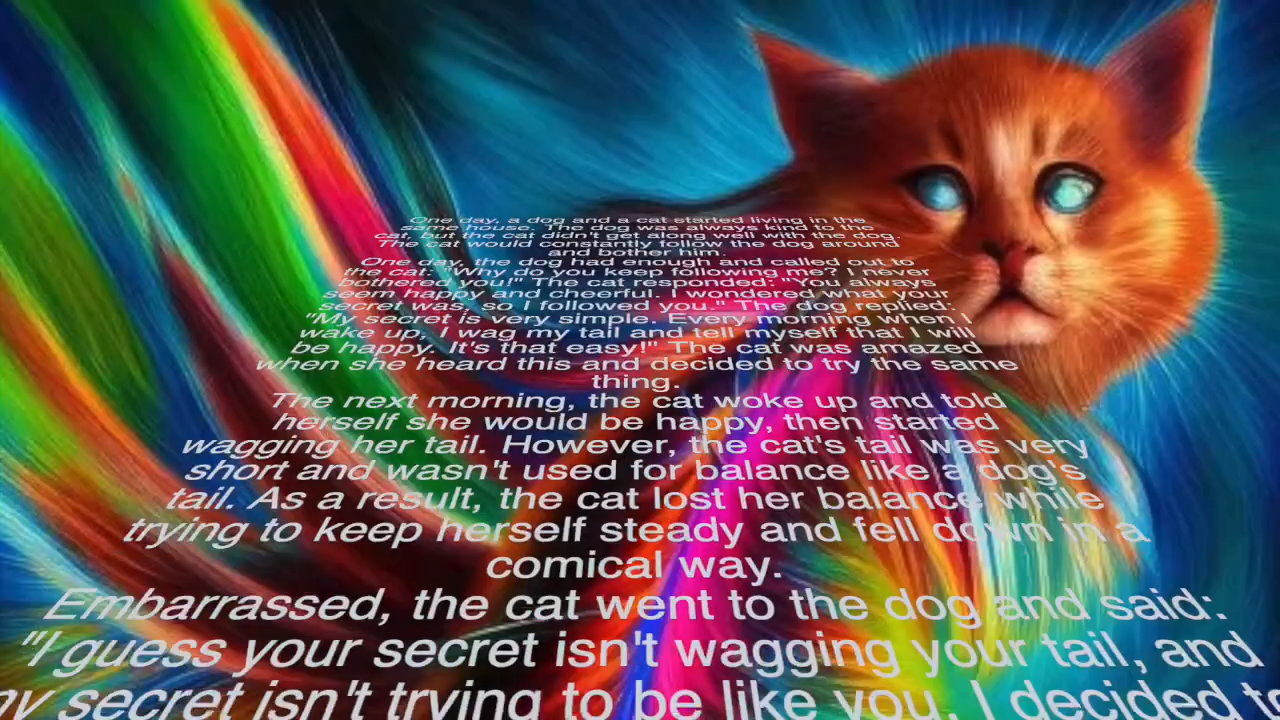 One day, a dog and a cat started living in the
same house. The dog was always kind to the
cat, but the cat didn't get along well with the dog.
The cat would constantly follow the dog around
and bother him.
One day, the dog had enough and called out to
the cat: "Why do you keep following me? I never
bothered you!" The cat responded: "You always
seem happy and cheerful. I wondered what your
secret was, so I followed you." The dog replied:
"My secret is very simple. Every morning when I
wake up, I wag my tail and tell myself that I will
be happy. It's that easy!" The cat was amazed
when she heard this and decided to try the same
thing.
The next morning, the cat woke up and told
herself she would be happy, then started
wagging her tail. However, the cat's tail was very
short and wasn't used for balance like a dog's
tail. As a result, the cat lost her balance while
trying to keep herself steady and fell down in a
comical way.
Embarrassed, the cat went to the dog and said:
"I guess your secret isn't wagging your tail, and
my secret isn't trying to be like you. I decided to